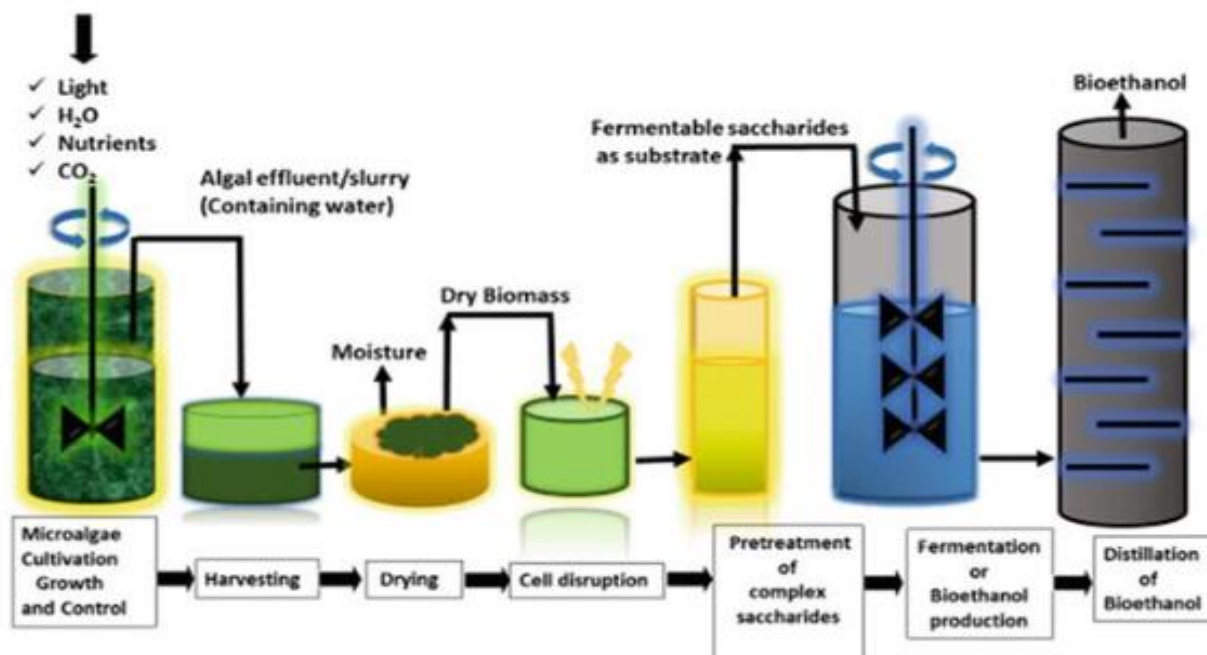 ✓ Light
✓ H₂O
✓ Nutrients
✓ CO₂
Algal effluent/slurry
(Containing water)
Moisture
Dry Biomass
Fermentable saccharides
as substrate
Bioethanol
Microalgae
Cultivation
Growth
and Control
Harvesting
Drying
Cell disruption
Pretreatment
of
complex
saccharides
Fermentation
or
Bioethanol
production
Distillation
of
Bioethanol